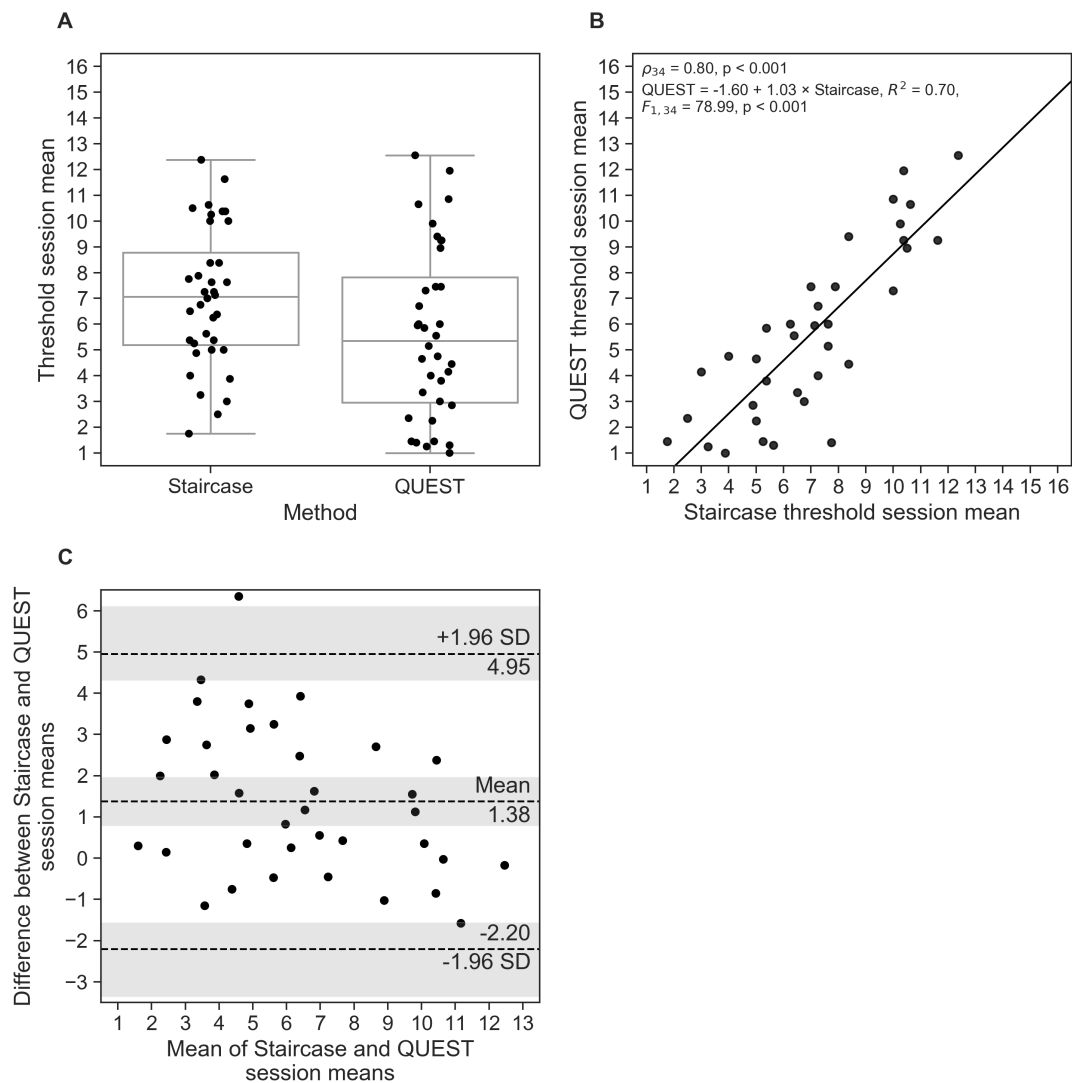 A
Threshold session mean
16
15
14
13
12
11
10
9
8
7
6
5
4
3
2
1
Staircase
QUEST
Method
B
QUEST threshold session mean
16
15
14
13
12
11
10
9
8
7
6
5
4
3
2
1
ρ34 = 0.80, p < 0.001
QUEST = -1.60 + 1.03 × Staircase, R² = 0.70,
F1, 34 = 78.99, p < 0.001
1 2 3 4 5 6 7 8 9 10 11 12 13 14 15 16
Staircase threshold session mean
C
Difference between Staircase and QUEST
session means
6
5
4
3
2
1
0
−1
−2
−3
+1.96 SD
4.95
Mean
1.38
-2.20
-1.96 SD
1 2 3 4 5 6 7 8 9 10 11 12 13
Mean of Staircase and QUEST
session means